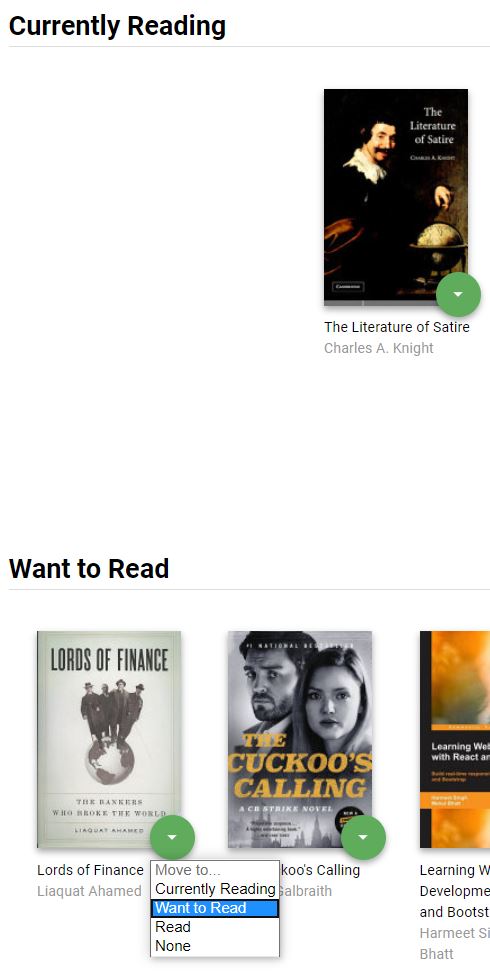 Currently Reading
The
Literature
of Satire
CHARLES A. KNIGHT
CAMBRIDGE
The Literature of Satire
Charles A. Knight
Want to Read
LORDS OF FINANCE
THE BANKERS
WHO BROKE THE WORLD
LIAQUAT AHAMED
#1 NATIONAL BESTSELLER
THE
CUCKOO'S
CALLING
A CB STRIKE NOVEL
NOW A
Learning Web
with React an
Build real-time responsi
and Bootstrap
Harmeet Singh
Mehul Bhatt
Lords of Finance
Liaquat Ahamed
Move to...
Currently Reading
Want to Read
Read
None
koo's Calling
Galbraith
Learning W
Developme
and Bootst
Harmeet Si
Bhatt